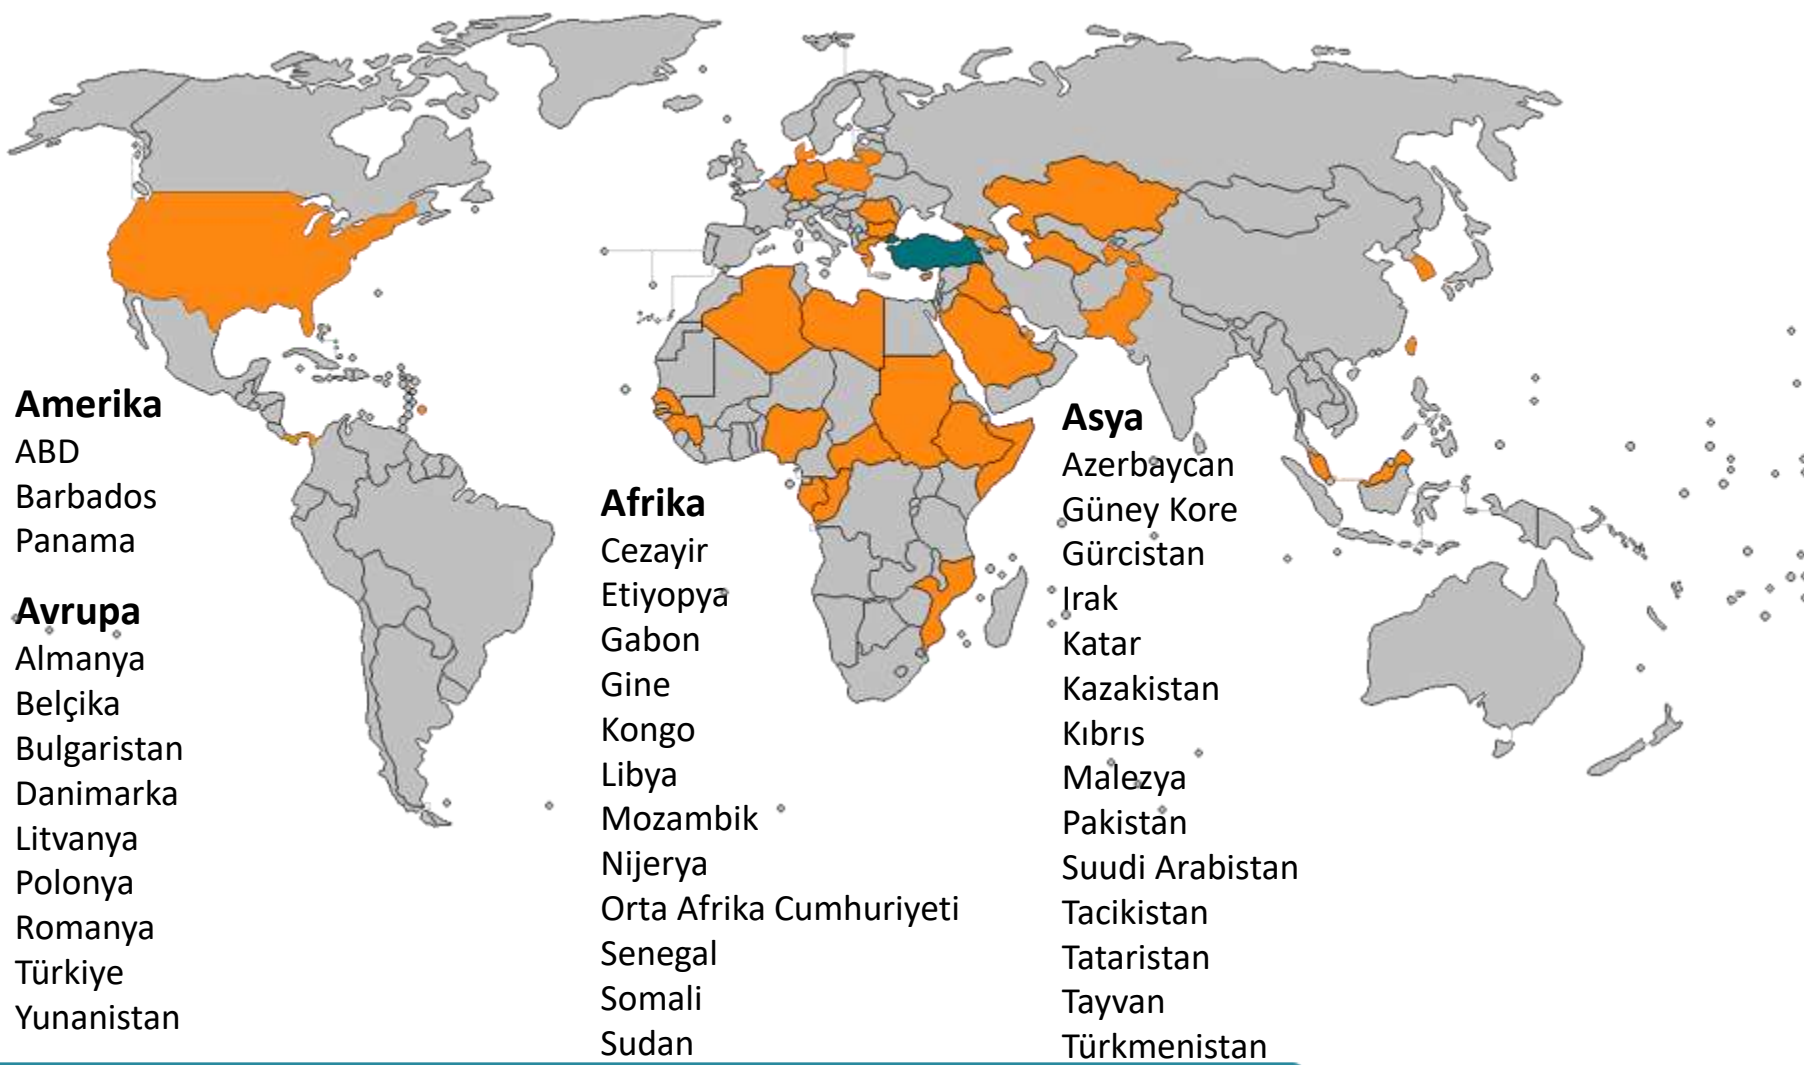 Amerika
ABD
Barbados
Panama
Avrupa
Almanya
Belçika
Bulgaristan
Danimarka
Litvanya
Polonya
Romanya
Türkiye
Yunanistan
Afrika
Cezayir
Etiyopya
Gabon
Gine
Kongo
Libya
Mozambik
Nijerya
Orta Afrika Cumhuriyeti
Senegal
Somali
Sudan
Asya
Azerbaycan
Güney Kore
Gürcistan
Irak
Katar
Kazakistan
Kıbrıs
Malezya
Pakistan
Suudi Arabistan
Tacikistan
Tataristan
Tayvan
Türkmenistan